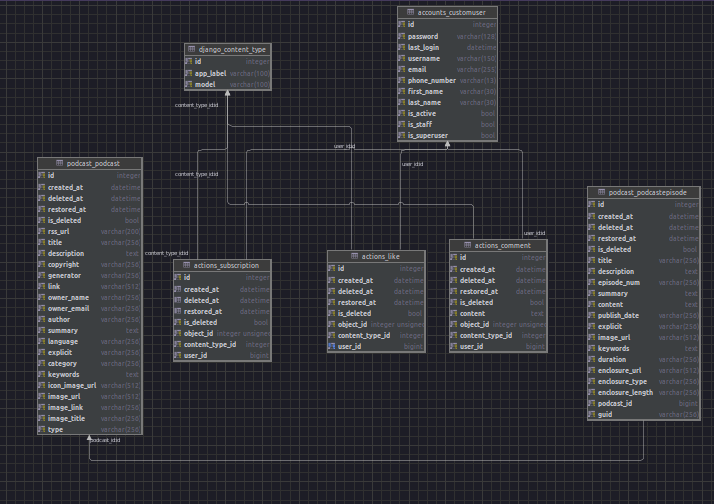 accounts_customuser
id integer
password varchar(128)
last_login datetime
username varchar(150)
email varchar(255)
phone_number
first_name varchar(30)
last_name varchar(30)
is_active bool
is_staff bool
is_superuser bool
django_content_type
id integer
app_label varchar(100)
model varchar(100)
content_type_id:id
user_id:id
user_id:id
content_type_id:id
user_id:id
content_type_id:id
podcast_podcast
id integer
created_at datetime
deleted_at datetime
restored_at datetime
is_deleted bool
rss_url varchar(200)
title varchar(256)
description text
copyright varchar(256)
generator varchar(256)
link varchar(512)
owner_name varchar(256)
owner_email varchar(256)
author varchar(256)
summary text
language varchar(256)
explicit varchar(256)
category varchar(256)
keywords text
icon_image_url varchar(512)
image_url varchar(512)
image_link varchar(256)
image_title varchar(256)
type varchar(256)
podcast_id:id
actions_subscription
id integer
created_at datetime
deleted_at datetime
restored_at datetime
is_deleted bool
object_id integer unsigned
content_type_id integer
user_id bigint
actions_like
id integer
created_at datetime
deleted_at datetime
restored_at datetime
is_deleted bool
object_id integer unsigned
content_type_id integer
user_id bigint
actions_comment
id integer
created_at datetime
deleted_at datetime
restored_at datetime
is_deleted bool
content text
object_id integer unsigned
content_type_id integer
user_id bigint
podcast_podcastepisode
id integer
created_at datetime
deleted_at datetime
restored_at datetime
is_deleted bool
title varchar(256)
description text
episode_num varchar(256)
summary text
content text
publish_date varchar(256)
explicit varchar(256)
image_url varchar(512)
keywords text
duration varchar(256)
enclosure_url varchar(512)
enclosure_type varchar(256)
enclosure_length varchar(256)
podcast_id bigint
guid varchar(256)